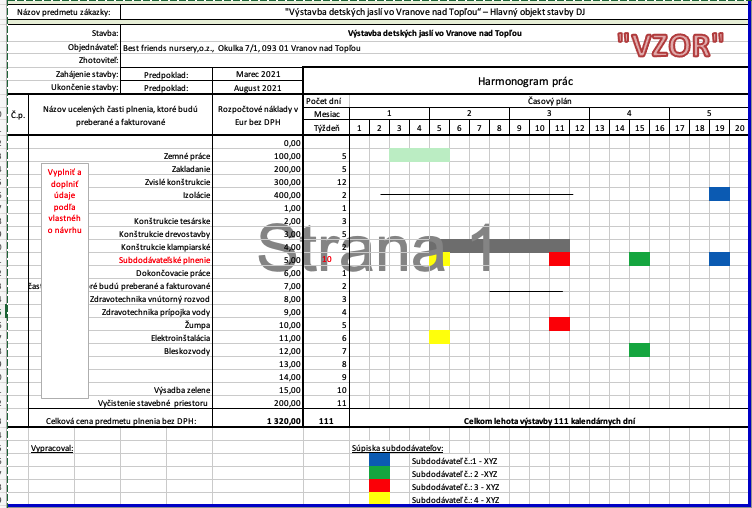 Názov predmetu zákazky: "Výstavba detských jaslí vo Vranove nad Topľou" – Hlavný objekt stavby DJ
Stavba: Výstavba detských jaslí vo Vranove nad Topľou
"VZOR"
Objednávateľ: Best friends nursery,o.z., Okulka 7/1, 093 01 Vranov nad Topľou
Zhotoviteľ:
Zahájenie stavby: Predpoklad: Marec 2021
Ukončenie stavby: Predpoklad: August 2021
Harmonogram prác
Č.p. Názov ucelených časti plnenia, ktoré budú preberané a fakturované Rozpočtové náklady v Eur bez DPH
Počet dní Časový plán
Mesiac 1 2 3 4 5
Týždeň 1 2 3 4 5 6 7 8 9 10 11 12 13 14 15 16 17 18 19 20
0,00
Zemné práce 100,00 5
Zakladanie 200,00 5
Zvislé konštrukcie 300,00 12
Izolácie 400,00 2
1,00 1
Konštrukcie tesárske 2,00 3
Konštrukcie drevostavby 3,00 5
Konštrukcie klampiarské 4,00 2
Subdodávateľské plnenie 5,00 10
Dokončovacie práce 6,00 1
ré budú preberané a fakturované 7,00 2
Zdravotechnika vnútorný rozvod 8,00 3
Zdravotechnika prípojka vody 9,00 4
Žumpa 10,00 5
Elektroinštalácia 11,00 6
Bleskozvody 12,00 7
13,00 8
14,00 9
Výsadba zelene 15,00 10
Vyčistenie stavebné priestoru 200,00 11
Vyplniť a
doplniť
údaje
podľa
vlastnéh
o návrhu
Strana 1
Celková cena predmetu plnenia bez DPH: 1 320,00 111 Celkom lehota výstavby 111 kalendárnych dní
Vypracoval: Súpiska subdodávateľov:
Subdodávateľ č.:1 - XYZ
Subdodávateľ č.: 2 -XYZ
Subdodávateľ č.: 3 - XYZ
Subdodávateľ č.: 4 - XYZ